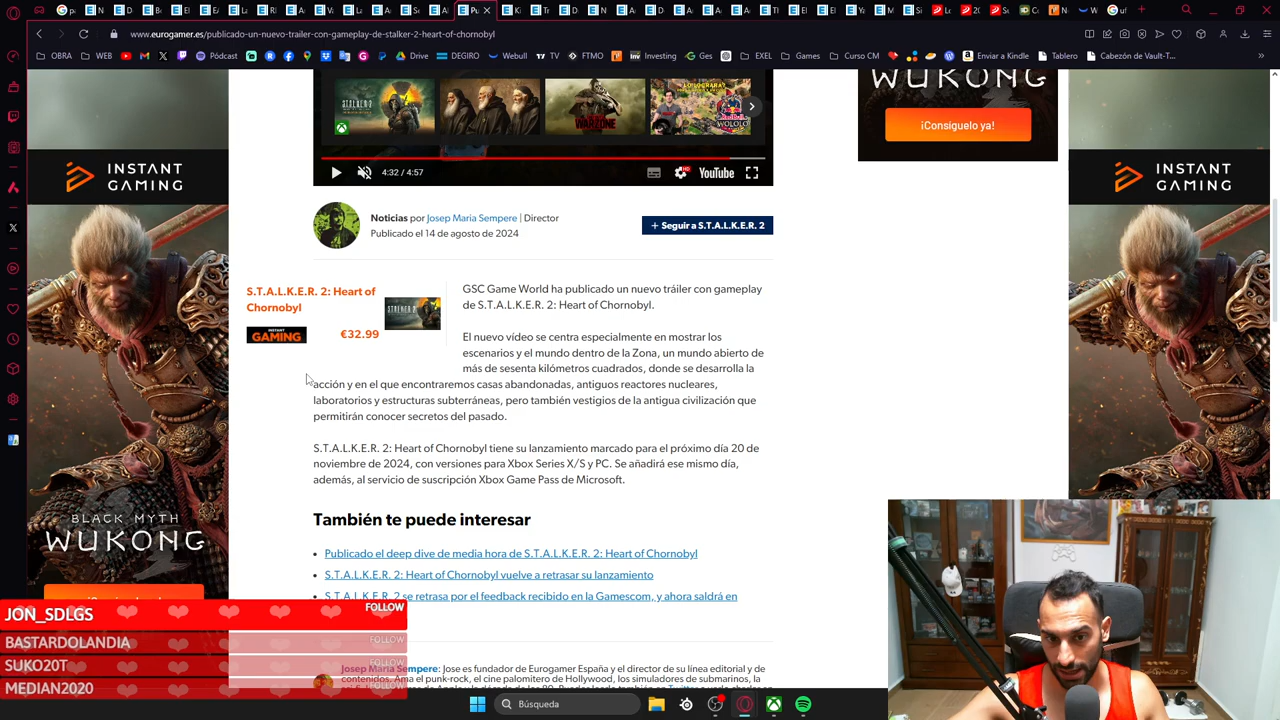 www.eurogamer.es/publicado-un-nuevo-trailer-con-gameplay-de-stalker-2-heart-of-chornobyl
OBRA
WEB
YouTube
X
Pódcast
Drive
DEGIRO
Webull
TV
FTMO
Investing
Ges
EXEL
Games
Curso CM
Enviar a Kindle
Tablero
Cabezón de Vault-T...
STALKER 2
WARZONE
WOLOLO
WUKONG
¡Consíguelo ya!
4:32 / 4:57
HD
YouTube
INSTANT
GAMING
INSTANT
GAMING
Noticias por Josep Maria Sempere | Director
Publicado el 14 de agosto de 2024
+ Seguir a S.T.A.L.K.E.R. 2
S.T.A.L.K.E.R. 2: Heart of
Chornobyl
INSTANT
GAMING
€32.99
GSC Game World ha publicado un nuevo tráiler con gameplay
de S.T.A.L.K.E.R. 2: Heart of Chornobyl.
El nuevo vídeo se centra especialmente en mostrar los
escenarios y el mundo dentro de la Zona, un mundo abierto de
más de sesenta kilómetros cuadrados, donde se desarrolla la
acción y en el que encontraremos casas abandonadas, antiguos reactores nucleares,
laboratorios y estructuras subterráneas, pero también vestigios de la antigua civilización que
permitirán conocer secretos del pasado.
S.T.A.L.K.E.R. 2: Heart of Chornobyl tiene su lanzamiento marcado para el próximo día 20 de
noviembre de 2024, con versiones para Xbox Series X/S y PC. Se añadirá ese mismo día,
además, al servicio de suscripción Xbox Game Pass de Microsoft.
También te puede interesar
Publicado el deep dive de media hora de S.T.A.L.K.E.R. 2: Heart of Chornobyl
S.T.A.L.K.E.R. 2: Heart of Chornobyl vuelve a retrasar su lanzamiento
S.T.A.L.K.E.R. 2 se retrasa por el feedback recibido en la Gamescom, y ahora saldrá en
BLACK MYTH
WUKONG
JON_SDLGS
FOLLOW
BASTARDOLANDIA
FOLLOW
SUKO20T
FOLLOW
MEDIAN2020
FOLLOW
Josep Maria Sempere: Jose es fundador de Eurogamer España y el director de su línea editorial y de
contenidos. Ama el punk-rock, el cine palomitero de Hollywood, los simuladores de submarinos, la
Búsqueda